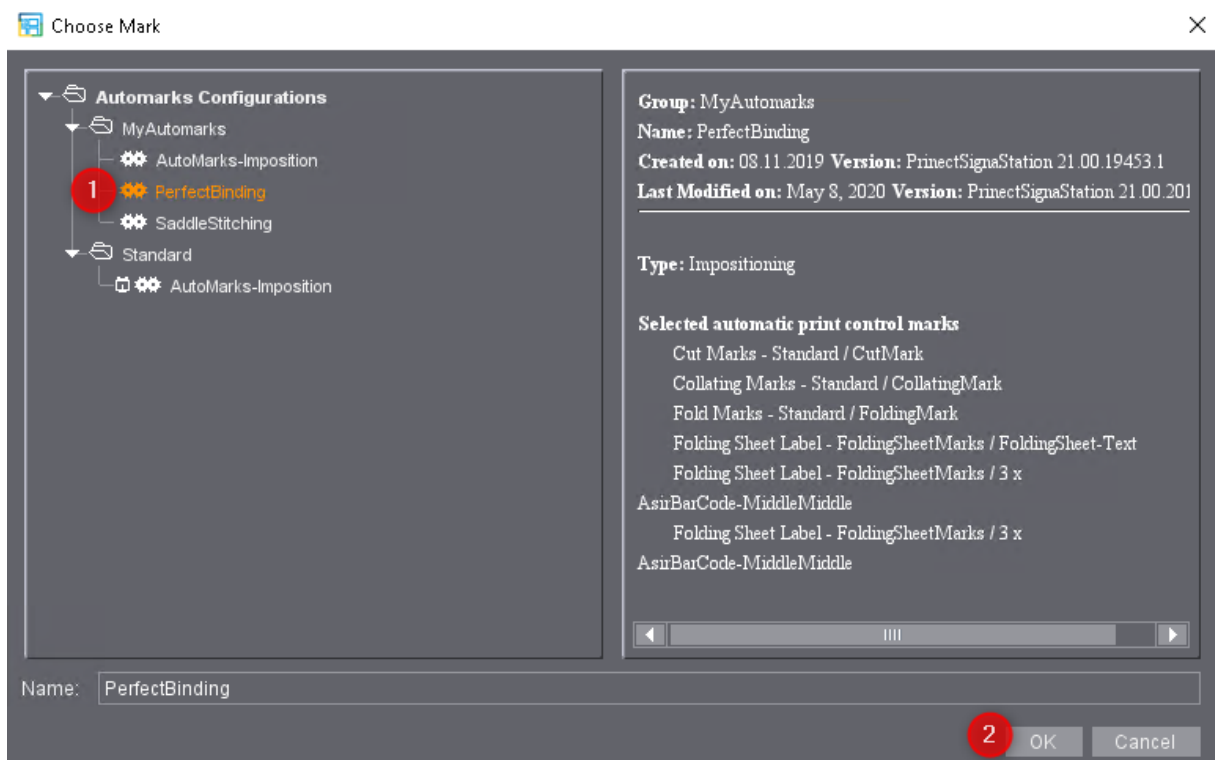 Choose Mark
Automarks Configurations
MyAutomarks
AutoMarks-Imposition
1
PerfectBinding
SaddleStitching
Standard
AutoMarks-Imposition
Group: MyAutomarks
Name: PerfectBinding
Created on: 08.11.2019 Version: PrinectSignaStation 21.00.19453.1
Last Modified on: May 8, 2020 Version: PrinectSignaStation 21.00.201
Type: Impositioning
Selected automatic print control marks
Cut Marks - Standard / CutMark
Collating Marks - Standard / CollatingMark
Fold Marks - Standard / FoldingMark
Folding Sheet Label - FoldingSheetMarks / FoldingSheet-Text
Folding Sheet Label - FoldingSheetMarks / 3 x
AsirBarCode-MiddleMiddle
Folding Sheet Label - FoldingSheetMarks / 3 x
AsirBarCode-MiddleMiddle
Name: PerfectBinding
2 OK Cancel